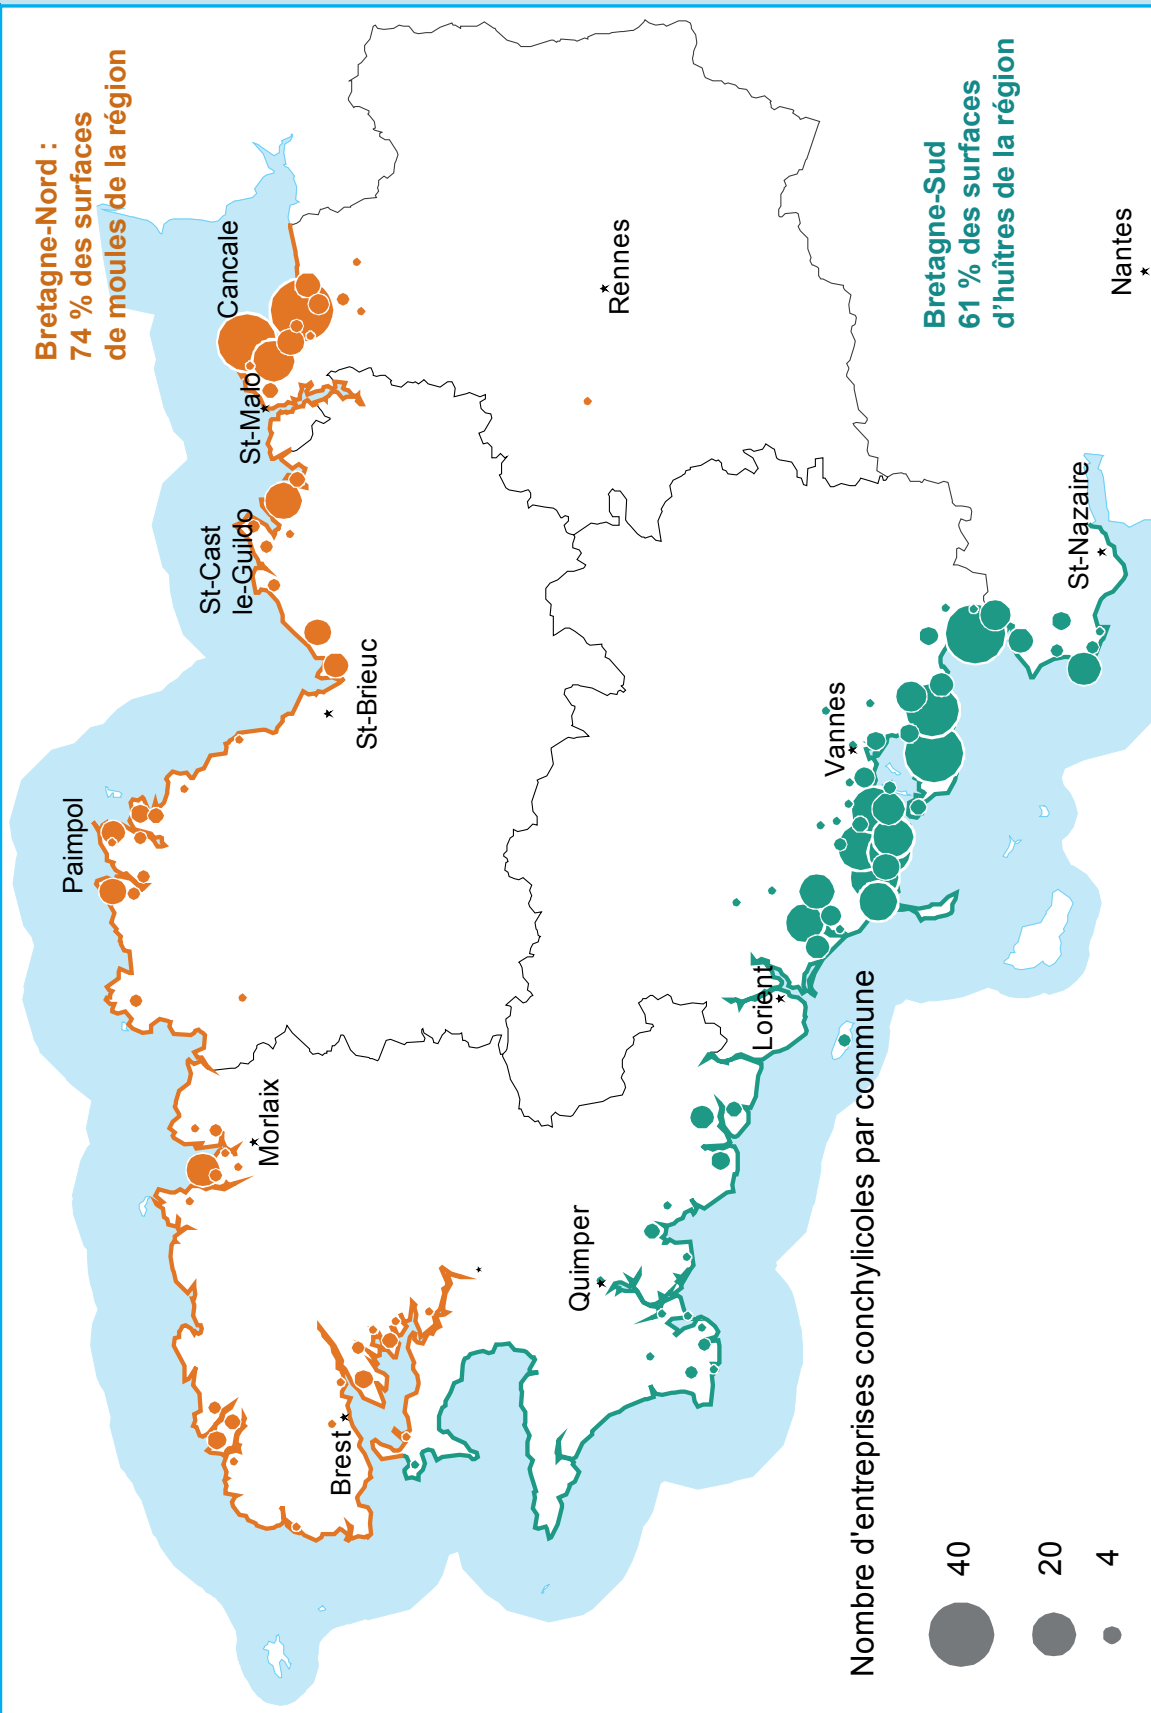 Bretagne-Nord :
74 % des surfaces
de moules de la région
Cancale
St-Malo
St-Cast
le-Guildo
St-Brieuc
Paimpol
Morlaix
Brest
Quimper
Lorient
Vannes
Rennes
St-Nazaire
Nantes
Bretagne-Sud
61 % des surfaces
d'huîtres de la région
Nombre d'entreprises conchylicoles par commune
40
20
4